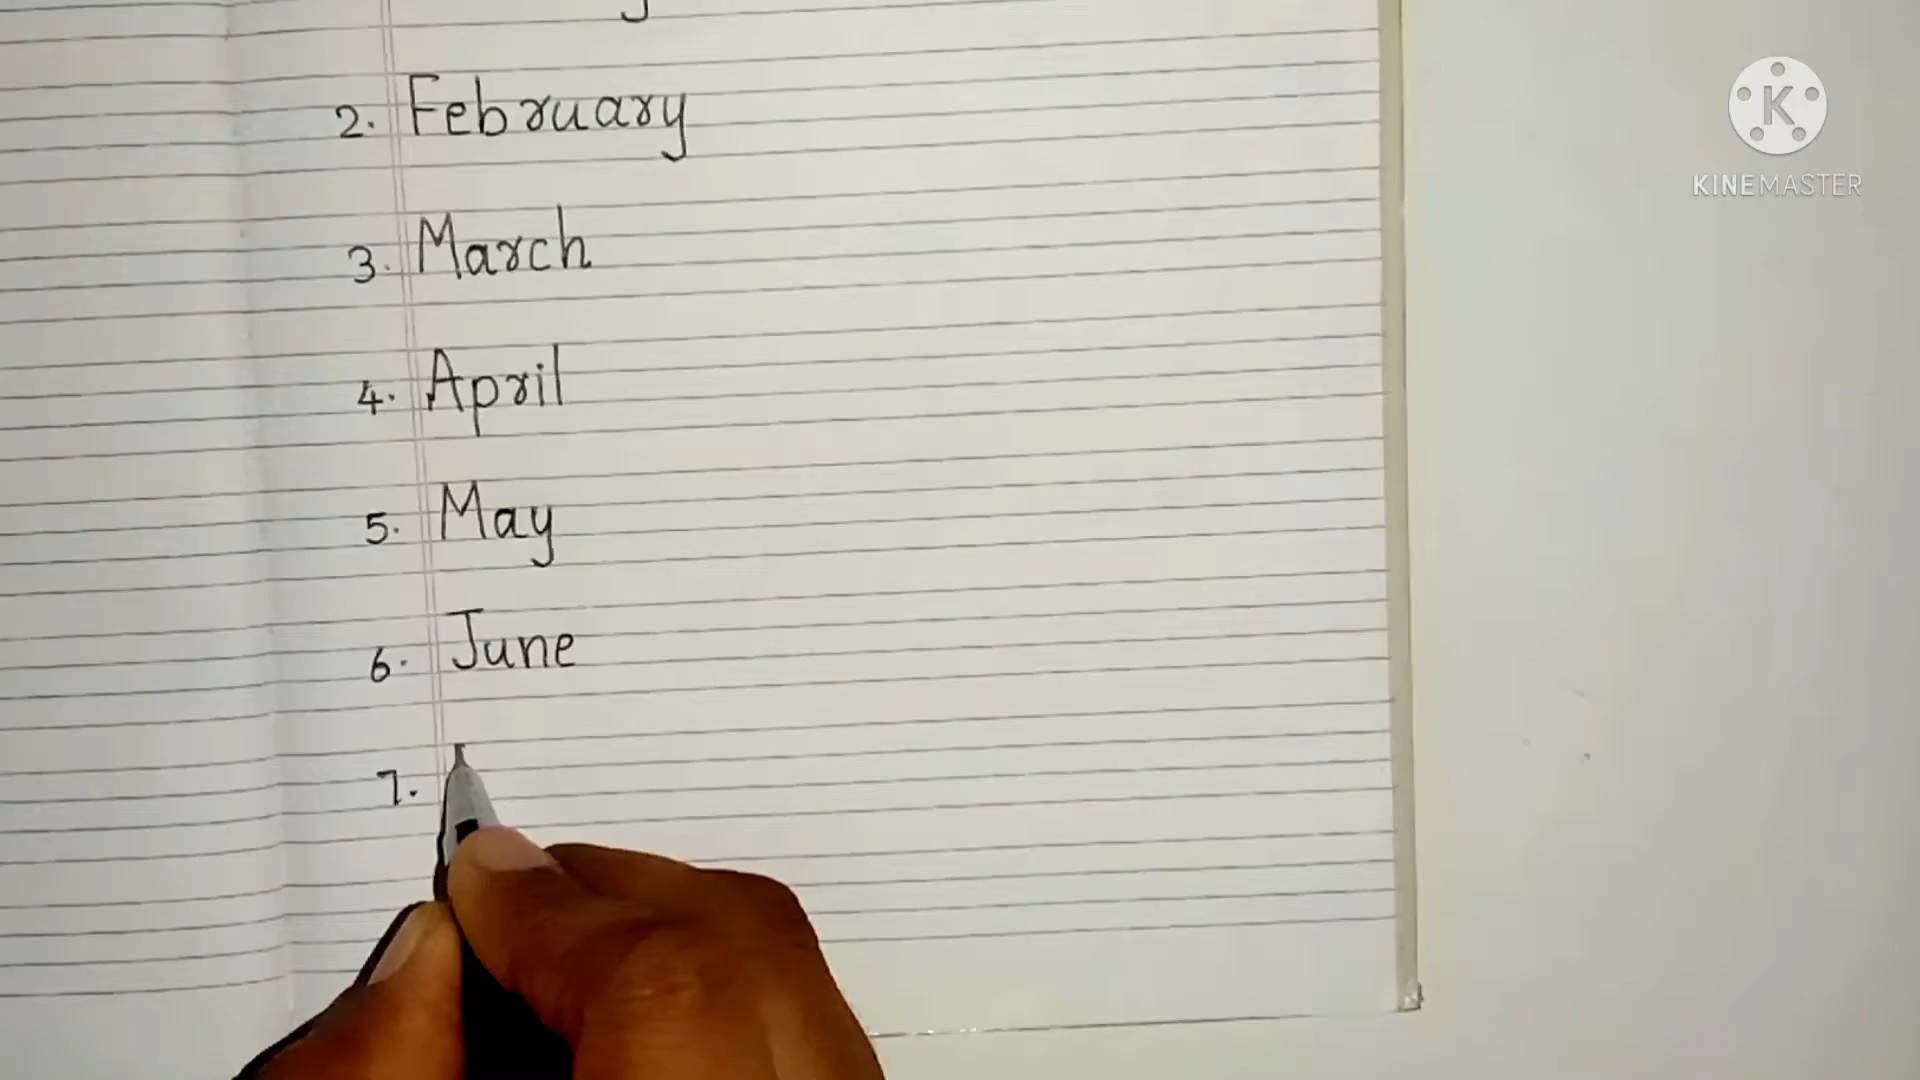 2. February
3. March
4. April
5. May
6. June
7.
K
KINEMASTER